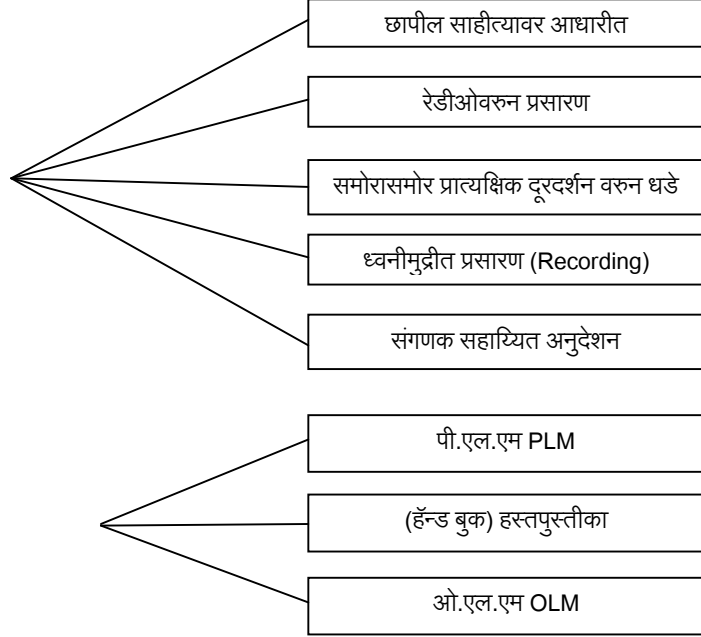 छापील साहीत्यावर आधारीत
रेडीओवरुन प्रसारण
समोरासमोर प्रात्यक्षिक दूरदर्शन वरुन धडे
ध्वनीमुद्रीत प्रसारण (Recording)
संगणक सहाय्यित अनुदेशन
पी.एल.एम PLM
(हॅन्ड बुक) हस्तपुस्तीका
ओ.एल.एम OLM